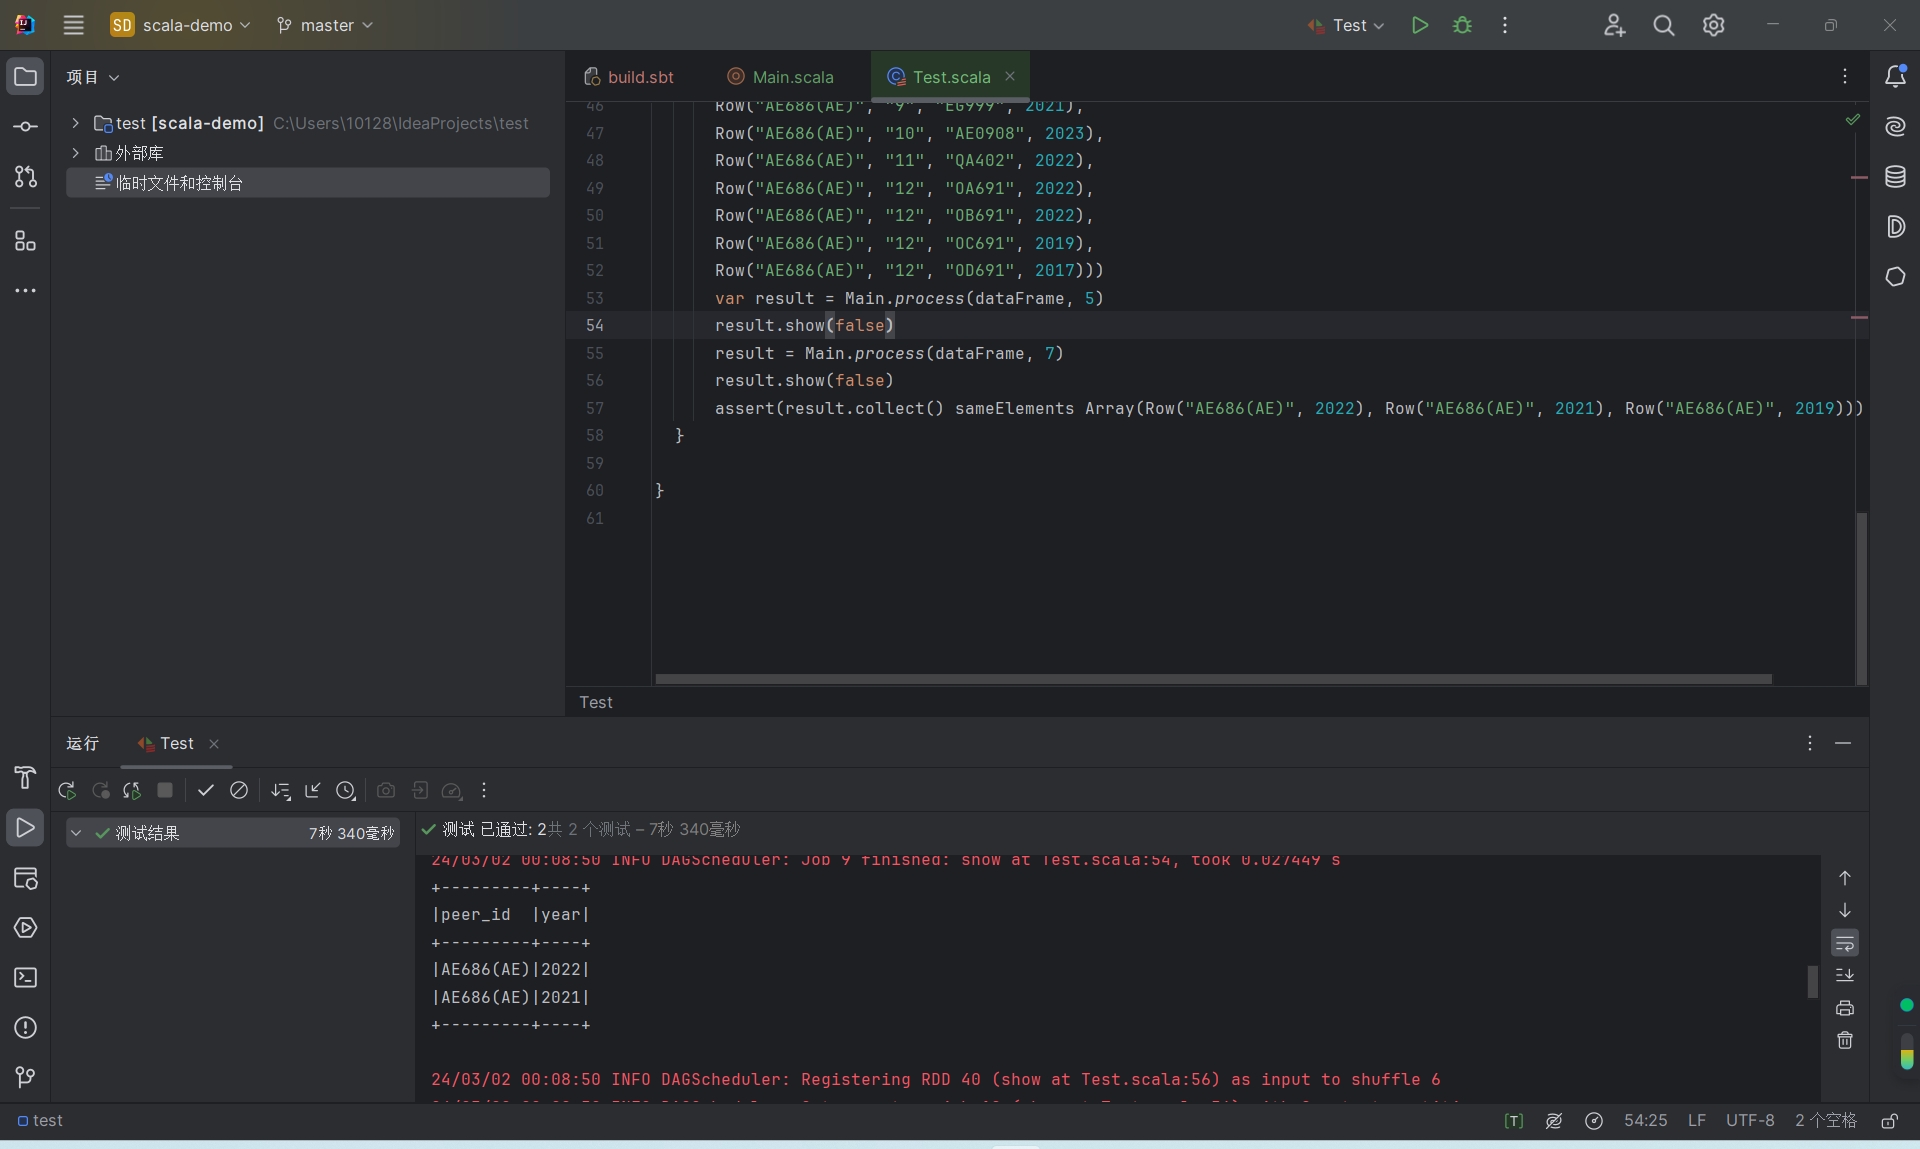 SD scala-demo master Test
项目
build.sbt Main.scala Test.scala
test [scala-demo] C:\Users\10128\IdeaProjects\test
外部库
临时文件和控制台
46 Row("AE686(AE)", "9", "EG999", 2021),
47 Row("AE686(AE)", "10", "AE0908", 2023),
48 Row("AE686(AE)", "11", "QA402", 2022),
49 Row("AE686(AE)", "12", "OA691", 2022),
50 Row("AE686(AE)", "12", "OB691", 2022),
51 Row("AE686(AE)", "12", "OC691", 2019),
52 Row("AE686(AE)", "12", "OD691", 2017)))
53 var result = Main.process(dataFrame, 5)
54 result.show(false)
55 result = Main.process(dataFrame, 7)
56 result.show(false)
57 assert(result.collect() sameElements Array(Row("AE686(AE)", 2022), Row("AE686(AE)", 2021), Row("AE686(AE)", 2019)))
58 }
59
60 }
61
Test
运行 Test
测试结果 7秒 340毫秒
测试 已通过: 2共 2 个测试 – 7秒 340毫秒
24/03/02 00:08:50 INFO DAGScheduler: Job 9 finished: show at Test.scala:54, took 0.027449 s
+---------+----+
|peer_id  |year|
+---------+----+
|AE686(AE)|2022|
|AE686(AE)|2021|
+---------+----+
24/03/02 00:08:50 INFO DAGScheduler: Registering RDD 40 (show at Test.scala:56) as input to shuffle 6
test
[T] 54:25 LF UTF-8 2 个空格